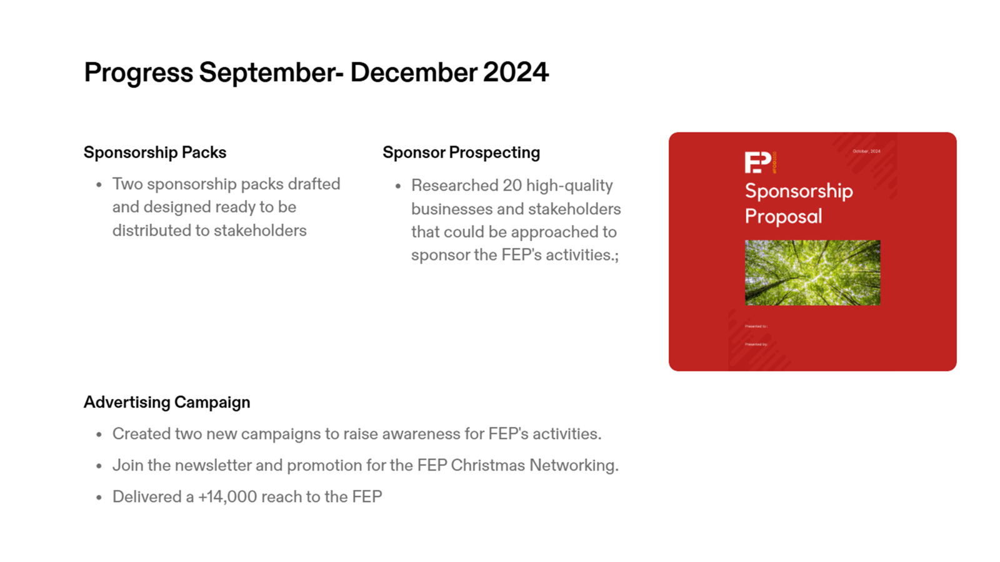 Progress September- December 2024
Sponsorship Packs
Two sponsorship packs drafted
and designed ready to be
distributed to stakeholders
Sponsor Prospecting
Researched 20 high-quality
businesses and stakeholders
that could be approached to
sponsor the FEP's activities.;
October, 2024
FEP
Sponsorship
Proposal
Presented to :
Presented by:
Advertising Campaign
Created two new campaigns to raise awareness for FEP's activities.
Join the newsletter and promotion for the FEP Christmas Networking.
Delivered a +14,000 reach to the FEP